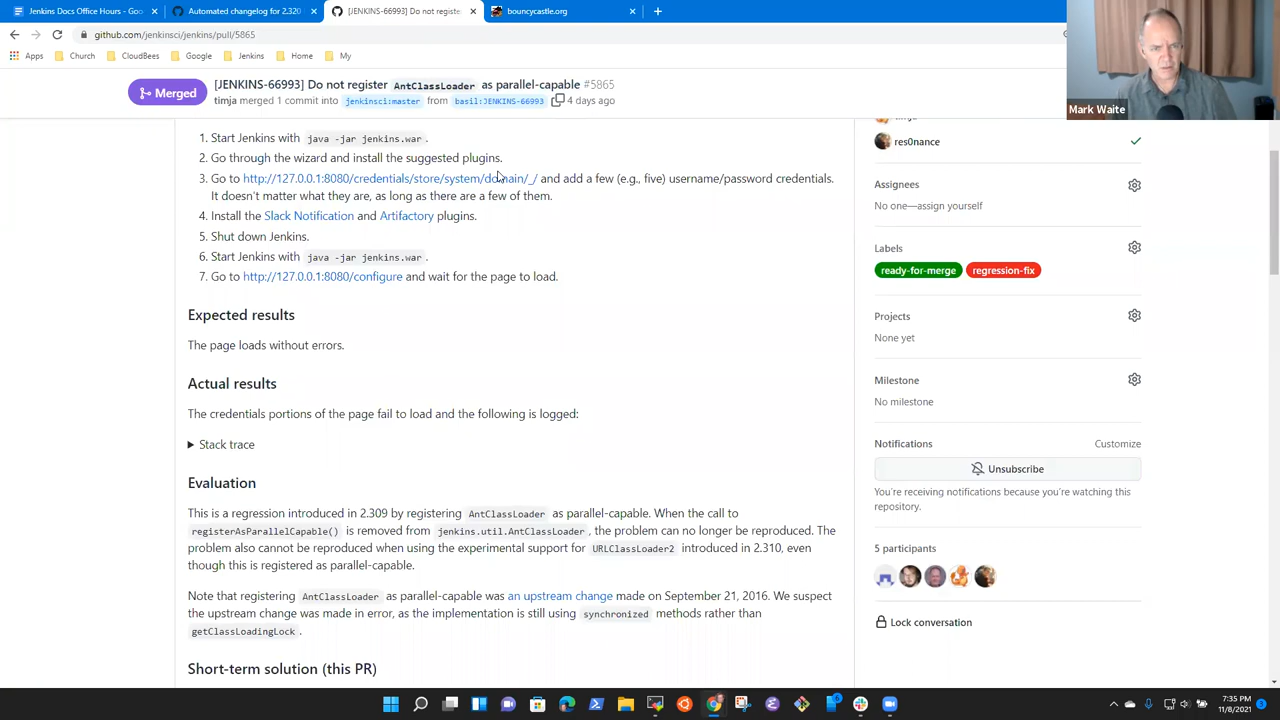 Jenkins Docs Office Hours - Goo
Automated changelog for 2.320
[JENKINS-66993] Do not registe
bouncycastle.org
github.com/jenkinsci/jenkins/pull/5865
Apps
Church
CloudBees
Google
Jenkins
Home
My
Mark Waite
Merged
[JENKINS-66993] Do not register AntClassLoader as parallel-capable #5865
timja merged 1 commit into jenkinsci:master from basil:JENKINS-66993 4 days ago
1. Start Jenkins with java -jar jenkins.war .
2. Go through the wizard and install the suggested plugins.
3. Go to http://127.0.0.1:8080/credentials/store/system/domain/_/ and add a few (e.g., five) username/password credentials.
It doesn't matter what they are, as long as there are a few of them.
4. Install the Slack Notification and Artifactory plugins.
5. Shut down Jenkins.
6. Start Jenkins with java -jar jenkins.war .
7. Go to http://127.0.0.1:8080/configure and wait for the page to load.
Expected results
The page loads without errors.
Actual results
The credentials portions of the page fail to load and the following is logged:
Stack trace
Evaluation
This is a regression introduced in 2.309 by registering AntClassLoader as parallel-capable. When the call to
registerAsParallelCapable() is removed from jenkins.util.AntClassLoader , the problem can no longer be reproduced. The
problem also cannot be reproduced when using the experimental support for URLClassLoader2 introduced in 2.310, even
though this is registered as parallel-capable.
Note that registering AntClassLoader as parallel-capable was an upstream change made on September 21, 2016. We suspect
the upstream change was made in error, as the implementation is still using synchronized methods rather than
getClassLoadingLock .
Short-term solution (this PR)
res0nance
Assignees
No one—assign yourself
Labels
ready-for-merge
regression-fix
Projects
None yet
Milestone
No milestone
Notifications
Customize
Unsubscribe
You're receiving notifications because you're watching this
repository.
5 participants
Lock conversation
7:35 PM
11/8/2021